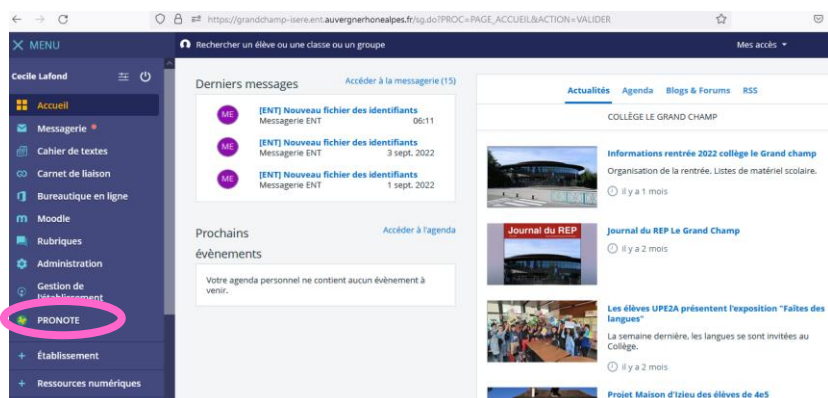 https://grandchamp-isere.ent.auvergnerhonealpes.fr/sg.do?PROC=PAGE_ACCUEIL&ACTION=VALIDER
MENU
Rechercher un élève ou une classe ou un groupe
Mes accès
Cecile Lafond
Accueil
Messagerie
Cahier de textes
Carnet de liaison
Bureautique en ligne
Moodle
Rubriques
Administration
Gestion de
l'établissement
PRONOTE
+ Établissement
+ Ressources numériques
Derniers messages
Accéder à la messagerie (15)
ME
[ENT] Nouveau fichier des identifiants
Messagerie ENT 06:11
ME
[ENT] Nouveau fichier des identifiants
Messagerie ENT 3 sept. 2022
ME
[ENT] Nouveau fichier des identifiants
Messagerie ENT 1 sept. 2022
Prochains
évènements
Accéder à l'agenda
Votre agenda personnel ne contient aucun évènement à
venir.
Actualités Agenda Blogs & Forums RSS
COLLÈGE LE GRAND CHAMP
Informations rentrée 2022 collège le Grand champ
Organisation de la rentrée. Listes de matériel scolaire.
il y a 1 mois
Journal du REP
Le Grand Champ
Journal du REP Le Grand Champ
il y a 2 mois
Les élèves UPE2A présentent l'exposition "Faîtes des
langues"
La semaine dernière, les langues se sont invitées au
Collège.
il y a 2 mois
Projet Maison d'Izieu des élèves de 4e5